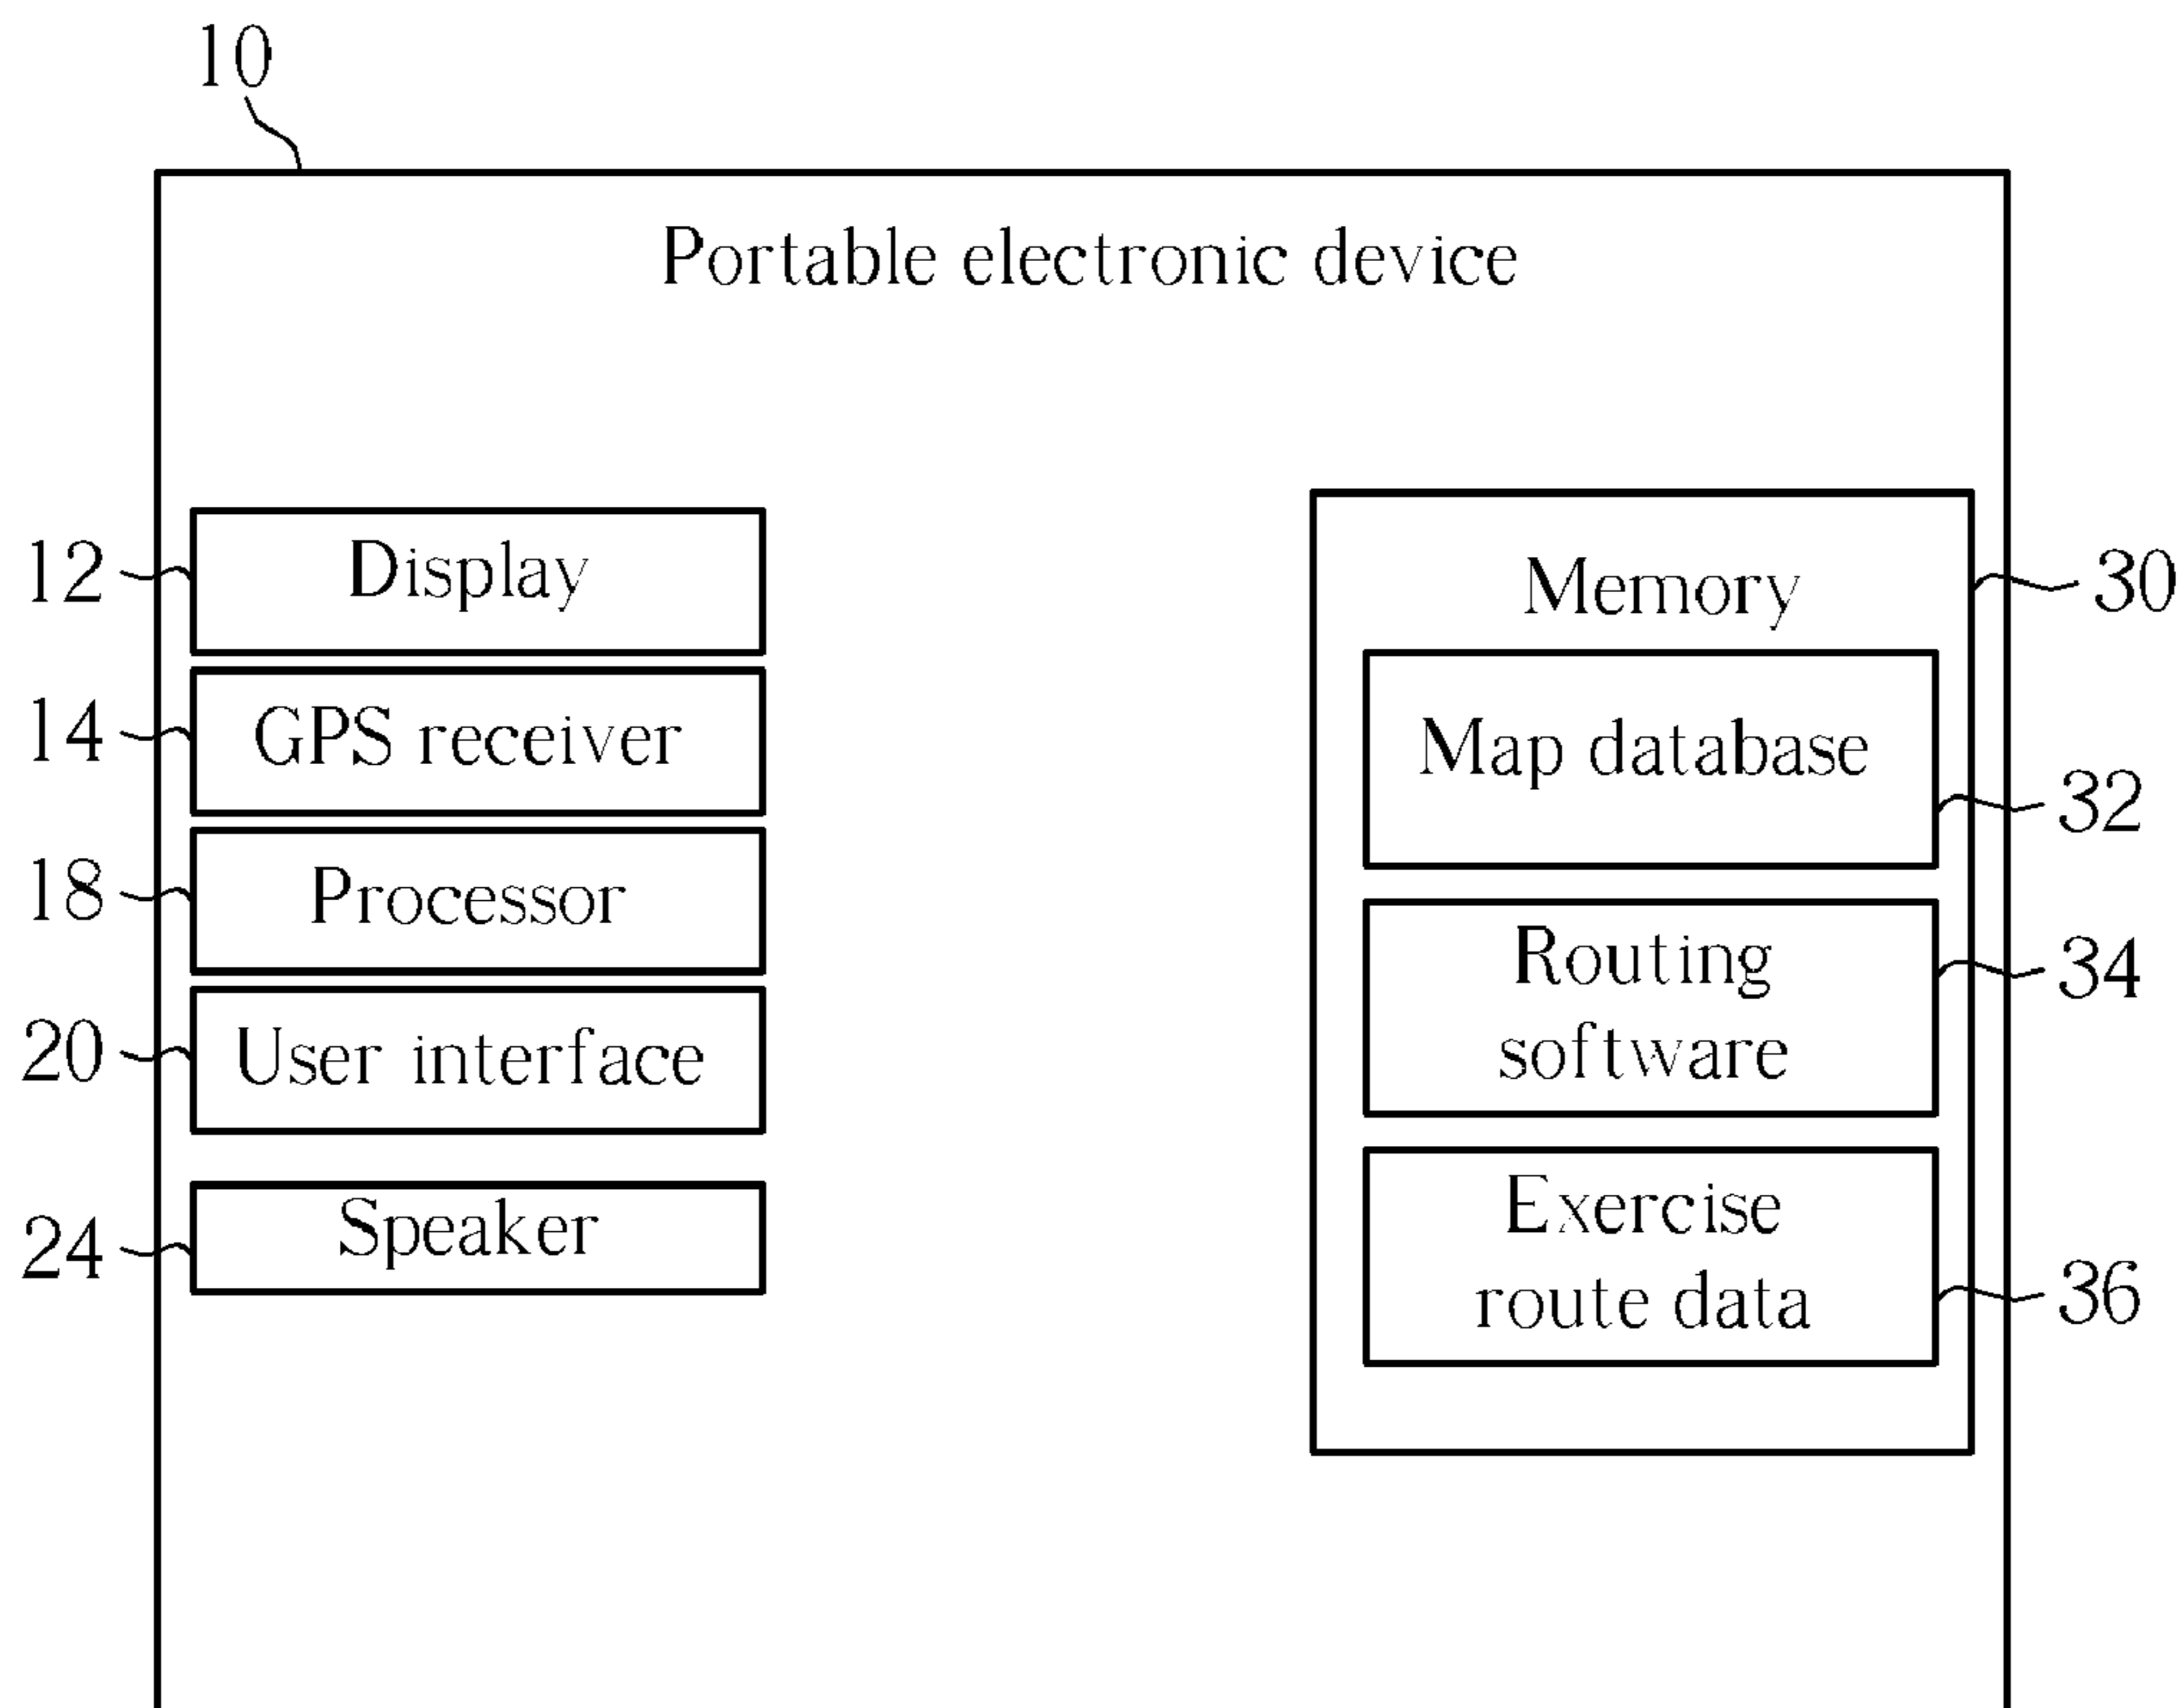 10
Portable electronic device
12
Display
14
GPS receiver
18
Processor
20
User interface
24
Speaker
Memory
30
Map database
32
Routing
software
34
Exercise
route data
36